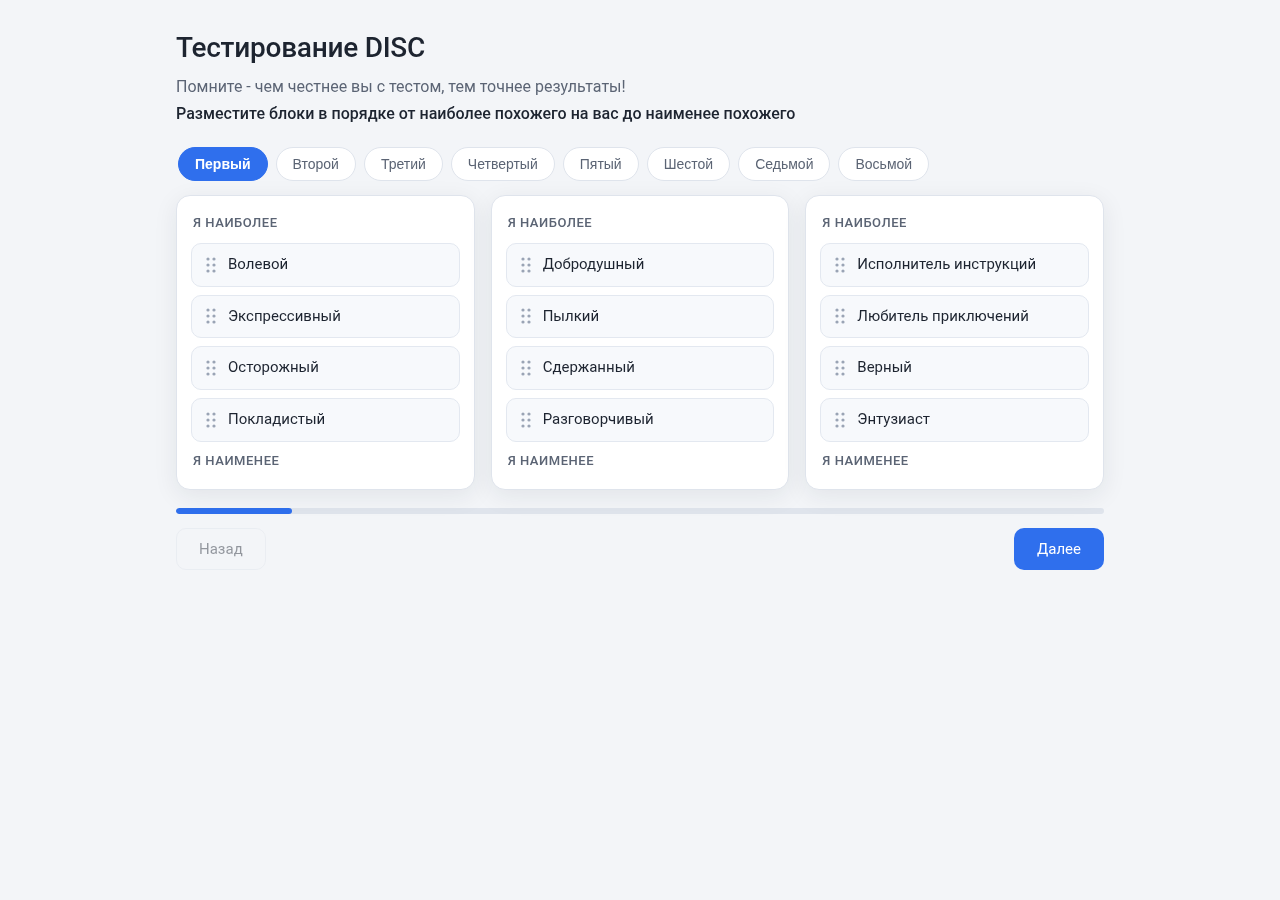 Тестирование DISC
Помните - чем честнее вы с тестом, тем точнее результаты!
Разместите блоки в порядке от наиболее похожего на вас до наименее похожего
Первый
Второй
Третий
Четвертый
Пятый
Шестой
Седьмой
Восьмой
Я НАИБОЛЕЕ
Волевой
Экспрессивный
Осторожный
Покладистый
Я НАИМЕНЕЕ
Я НАИБОЛЕЕ
Добродушный
Пылкий
Сдержанный
Разговорчивый
Я НАИМЕНЕЕ
Я НАИБОЛЕЕ
Исполнитель инструкций
Любитель приключений
Верный
Энтузиаст
Я НАИМЕНЕЕ
Назад
Далее